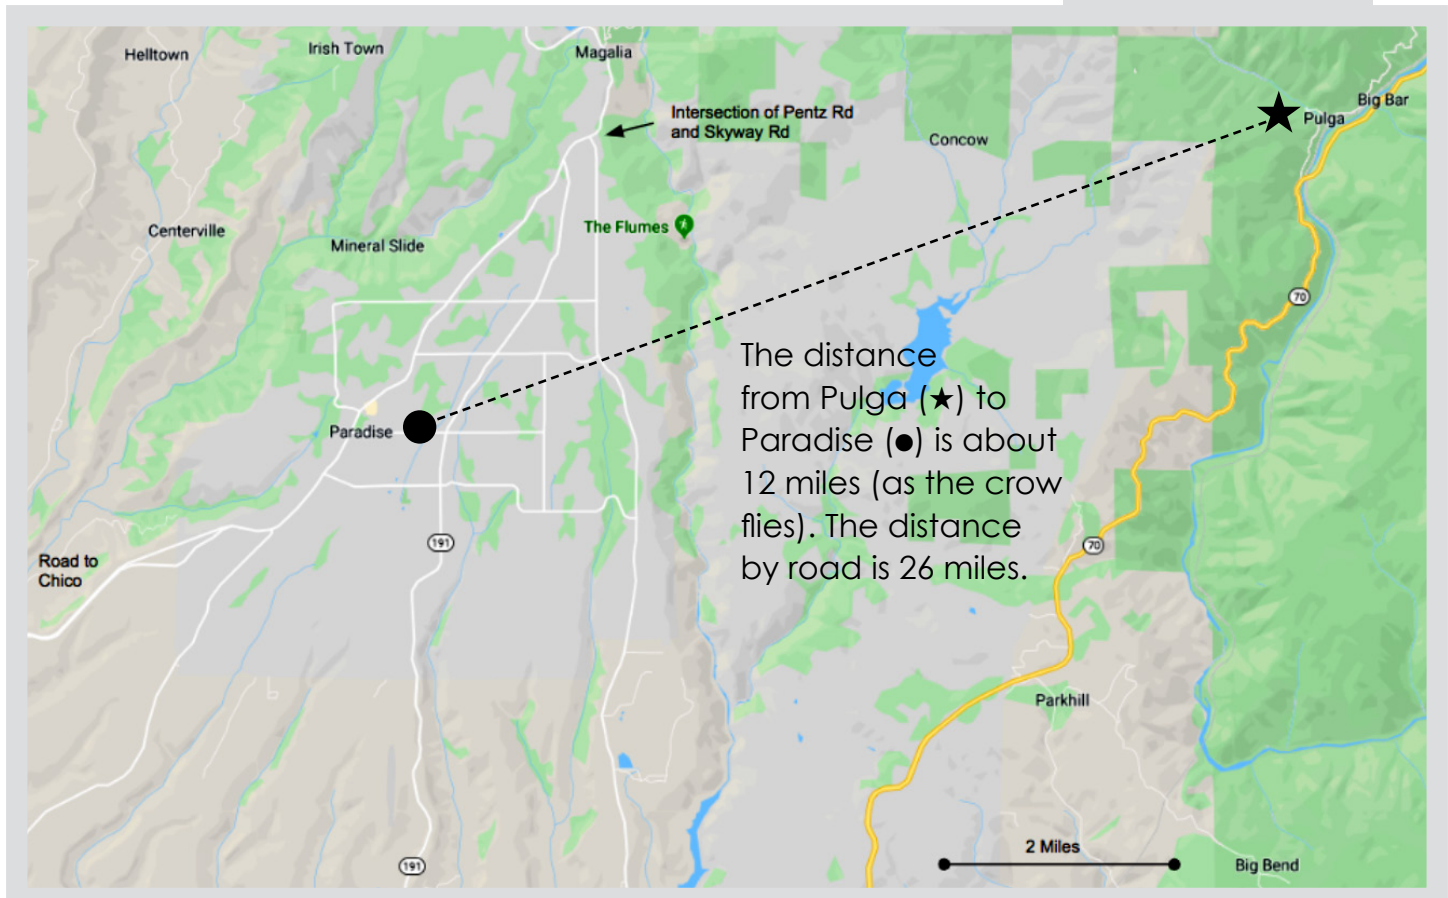 Helltown
Irish Town
Magalia
Intersection of Pentz Rd
and Skyway Rd
Concow
Big Bar
Pulga
Centerville
Mineral Slide
The Flumes
70
The distance
from Pulga (★) to
Paradise (●) is about
12 miles (as the crow
flies). The distance
by road is 26 miles.
Paradise
191
70
Road to
Chico
Parkhill
2 Miles
191
Big Bend